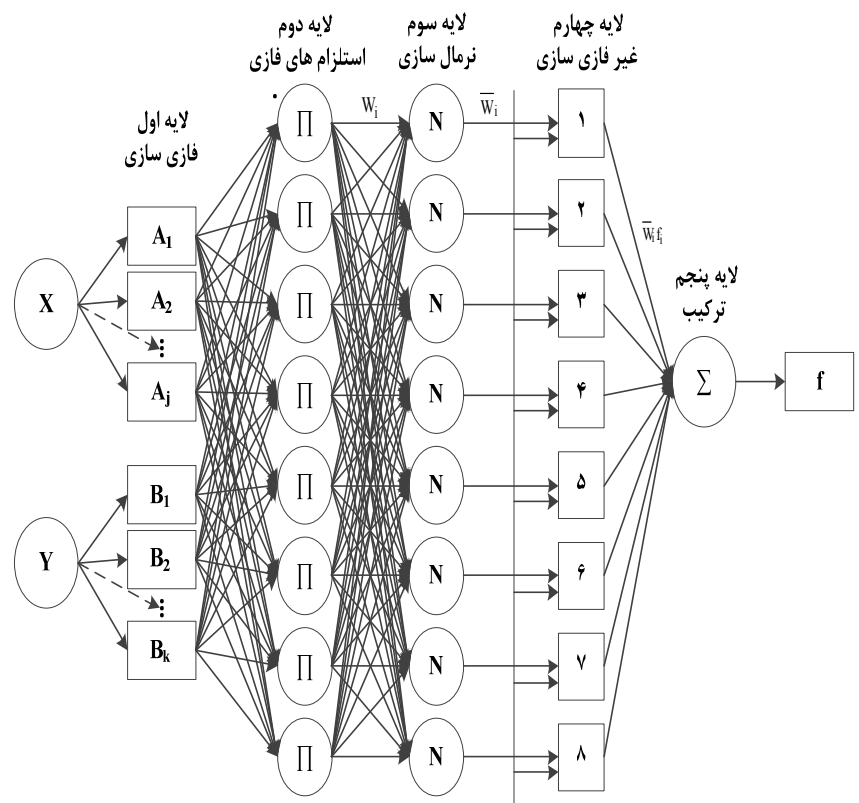 لایه اول
فازی سازی
لایه دوم
استلزام های فازی
لایه سوم
نرمال سازی
لایه چهارم
غیر فازی سازی
لایه پنجم
ترکیب
X
Y
A₁
A₂
⋮
Aⱼ
B₁
B₂
⋮
Bₖ
∏
∏
∏
∏
∏
∏
∏
∏
Wᵢ
N
N
N
N
N
N
N
N
W̅ᵢ
۱
۲
۳
۴
۵
۶
۷
۸
W̅ᵢfᵢ
∑
f